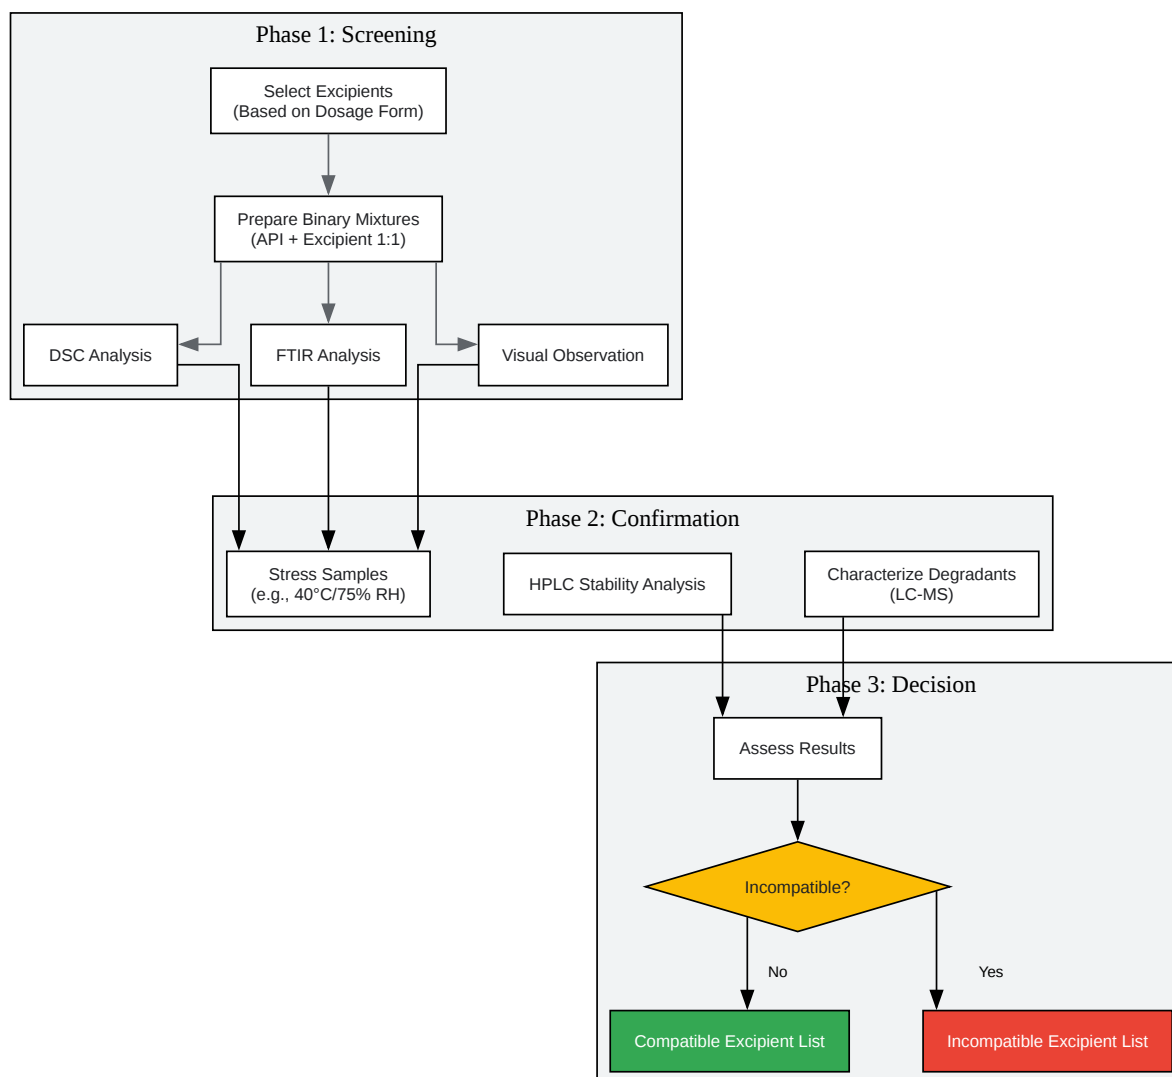 Phase 1: Screening
Select Excipients
(Based on Dosage Form)
Prepare Binary Mixtures
(API + Excipient 1:1)
DSC Analysis
FTIR Analysis
Visual Observation
Phase 2: Confirmation
Stress Samples
(e.g., 40°C/75% RH)
HPLC Stability Analysis
Characterize Degradants
(LC-MS)
Phase 3: Decision
Assess Results
Incompatible?
No
Yes
Compatible Excipient List
Incompatible Excipient List